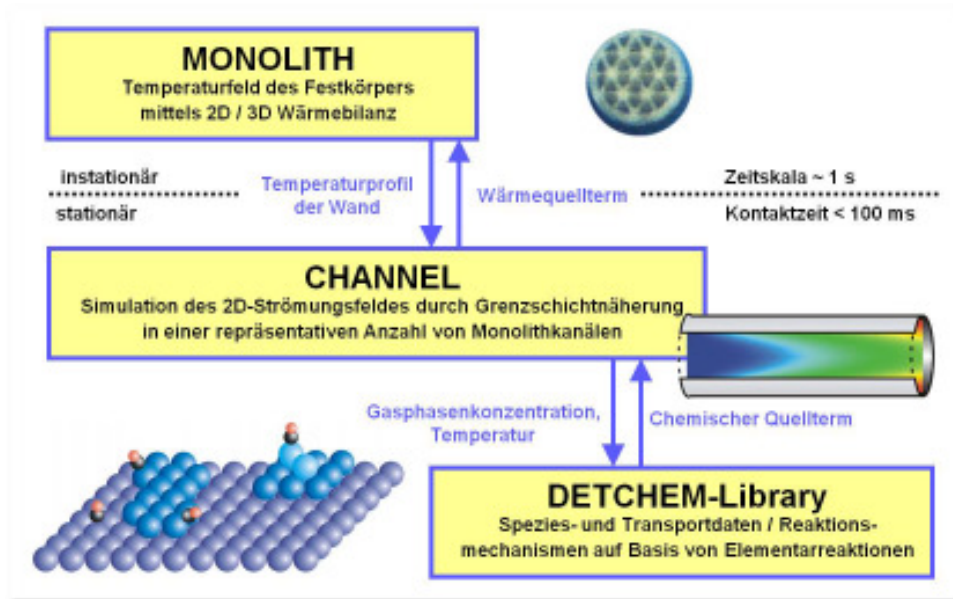 MONOLITH
Temperaturfeld des Festkörpers
mittels 2D / 3D Wärmebilanz
instationär
stationär
Temperaturprofil
der Wand
Wärmequellterm
Zeitskala ~ 1 s
Kontaktzeit < 100 ms
CHANNEL
Simulation des 2D-Strömungsfeldes durch Grenzschichtnäherung
in einer repräsentativen Anzahl von Monolithkanälen
Gasphasenkonzentration,
Temperatur
Chemischer Quellterm
DETCHEM-Library
Spezies- und Transportdaten / Reaktions-
mechanismen auf Basis von Elementarreaktionen